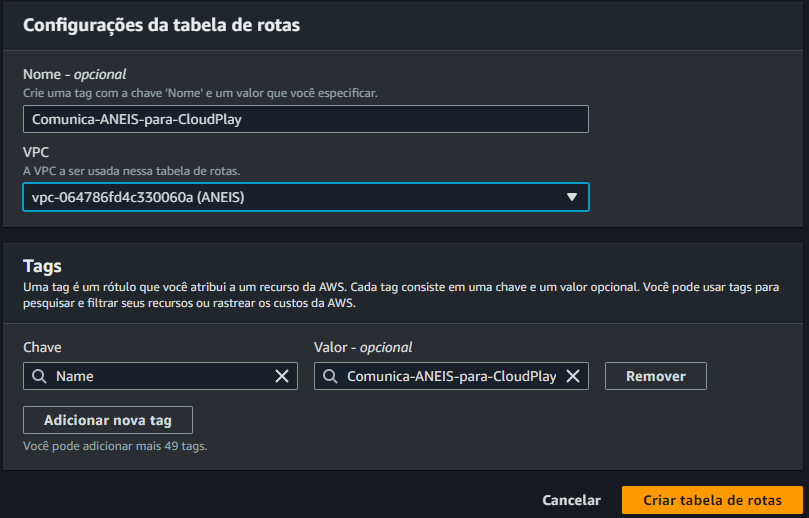 Configurações da tabela de rotas
Nome - opcional
Crie uma tag com a chave 'Nome' e um valor que você especificar.
Comunica-ANEIS-para-CloudPlay
VPC
A VPC a ser usada nessa tabela de rotas.
vpc-064786fd4c330060a (ANEIS)
Tags
Uma tag é um rótulo que você atribui a um recurso da AWS. Cada tag consiste em uma chave e um valor opcional. Você pode usar tags para
pesquisar e filtrar seus recursos ou rastrear os custos da AWS.
Chave
Valor - opcional
Name
Comunica-ANEIS-para-CloudPlay
Remover
Adicionar nova tag
Você pode adicionar mais 49 tags.
Cancelar
Criar tabela de rotas